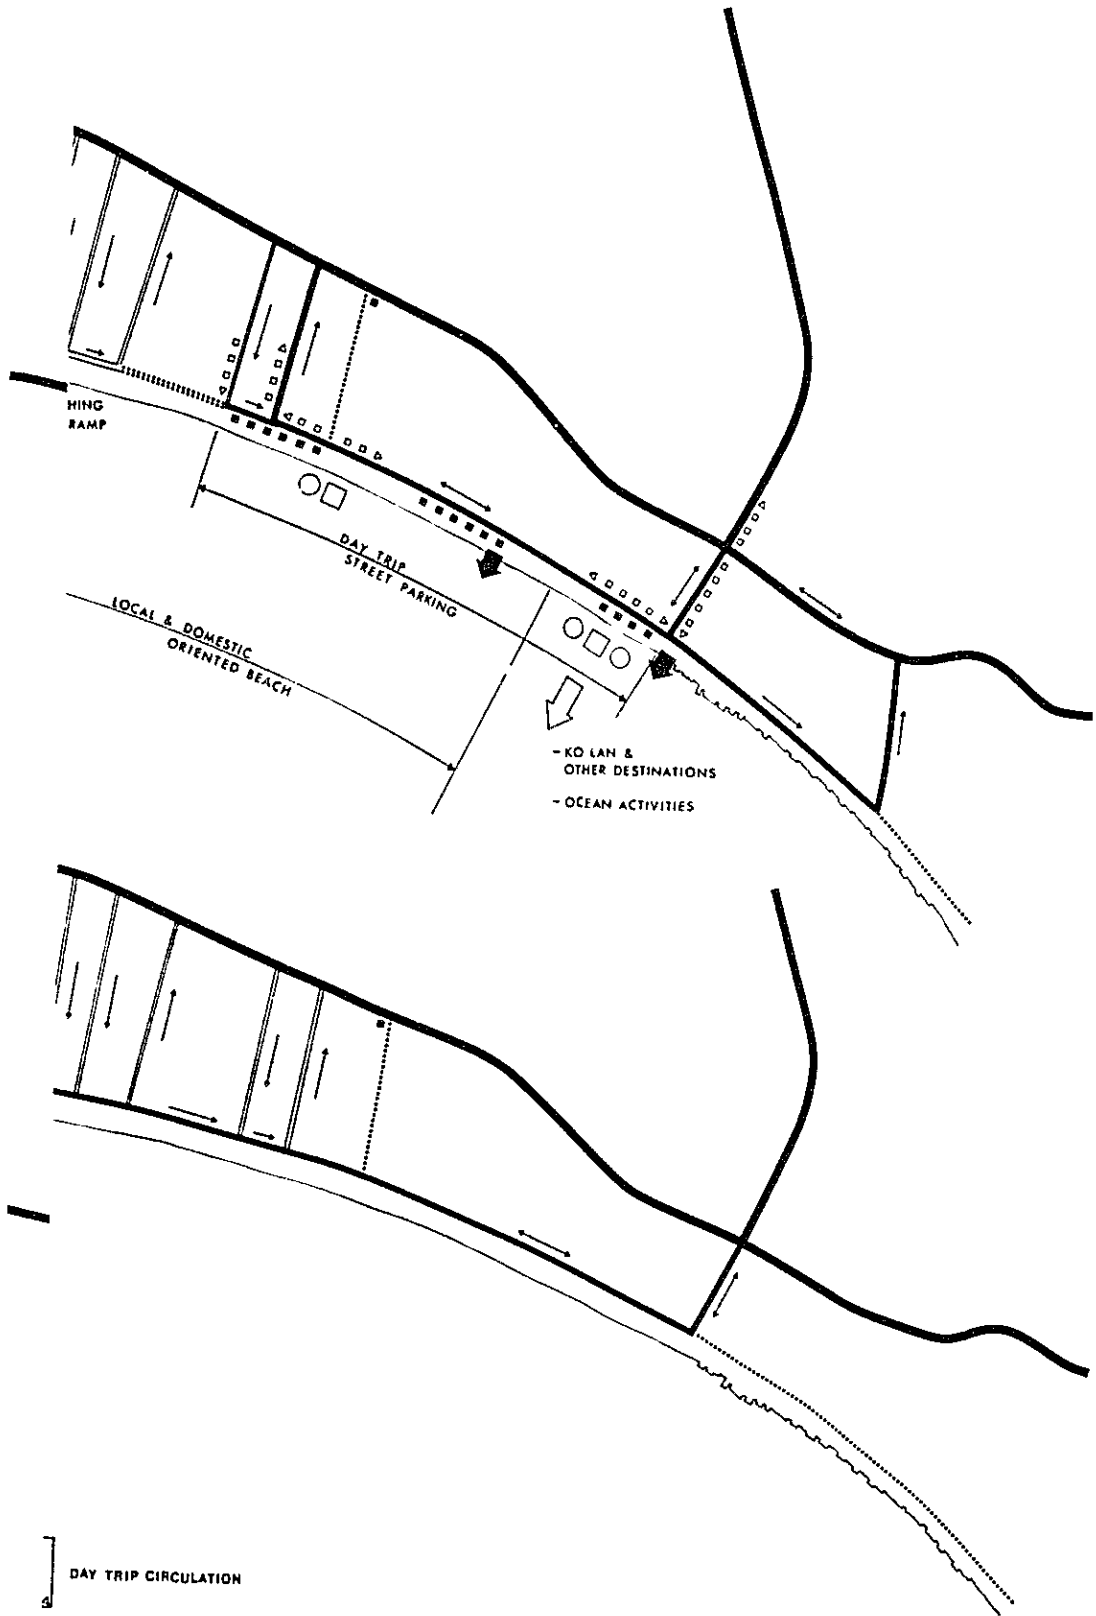 HING
RAMP
DAY TRIP
STREET PARKING
LOCAL & DOMESTIC
ORIENTED BEACH
- KO LAN &
OTHER DESTINATIONS
- OCEAN ACTIVITIES
DAY TRIP CIRCULATION